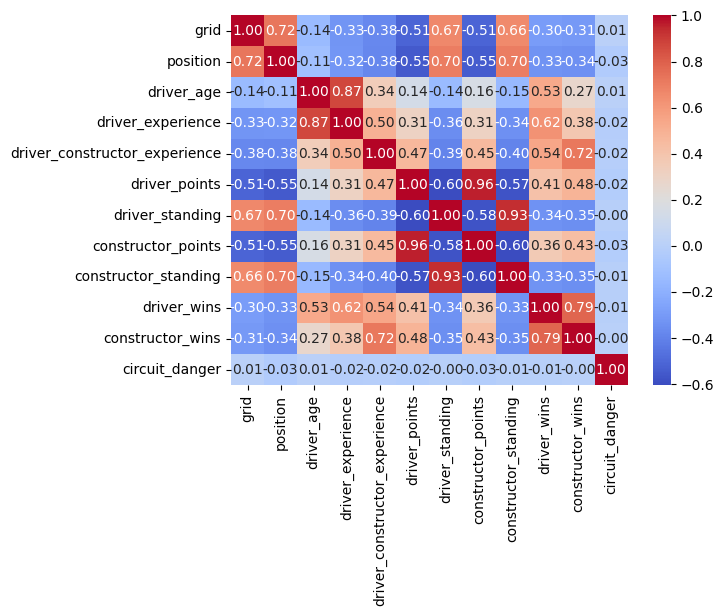 grid 1.00 0.72 -0.14 -0.33 -0.38 -0.51 0.67 -0.51 0.66 -0.30 -0.31 0.01
position 0.72 1.00 -0.11 -0.32 -0.38 -0.55 0.70 -0.55 0.70 -0.33 -0.34 -0.03
driver_age -0.14 -0.11 1.00 0.87 0.34 0.14 -0.14 0.16 -0.15 0.53 0.27 0.01
driver_experience -0.33 -0.32 0.87 1.00 0.50 0.31 -0.36 0.31 -0.34 0.62 0.38 -0.02
driver_constructor_experience -0.38 -0.38 0.34 0.50 1.00 0.47 -0.39 0.45 -0.40 0.54 0.72 -0.02
driver_points -0.51 -0.55 0.14 0.31 0.47 1.00 -0.60 0.96 -0.57 0.41 0.48 -0.02
driver_standing 0.67 0.70 -0.14 -0.36 -0.39 -0.60 1.00 -0.58 0.93 -0.34 -0.35 -0.00
constructor_points -0.51 -0.55 0.16 0.31 0.45 0.96 -0.58 1.00 -0.60 0.36 0.43 -0.03
constructor_standing 0.66 0.70 -0.15 -0.34 -0.40 -0.57 0.93 -0.60 1.00 -0.33 -0.35 -0.01
driver_wins -0.30 -0.33 0.53 0.62 0.54 0.41 -0.34 0.36 -0.33 1.00 0.79 -0.01
constructor_wins -0.31 -0.34 0.27 0.38 0.72 0.48 -0.35 0.43 -0.35 0.79 1.00 -0.00
circuit_danger 0.01 -0.03 0.01 -0.02 -0.02 -0.02 -0.00 -0.03 -0.01 -0.01 -0.00 1.00
grid
position
driver_age
driver_experience
driver_constructor_experience
driver_points
driver_standing
constructor_points
constructor_standing
driver_wins
constructor_wins
circuit_danger
1.0
0.8
0.6
0.4
0.2
0.0
−0.2
−0.4
−0.6